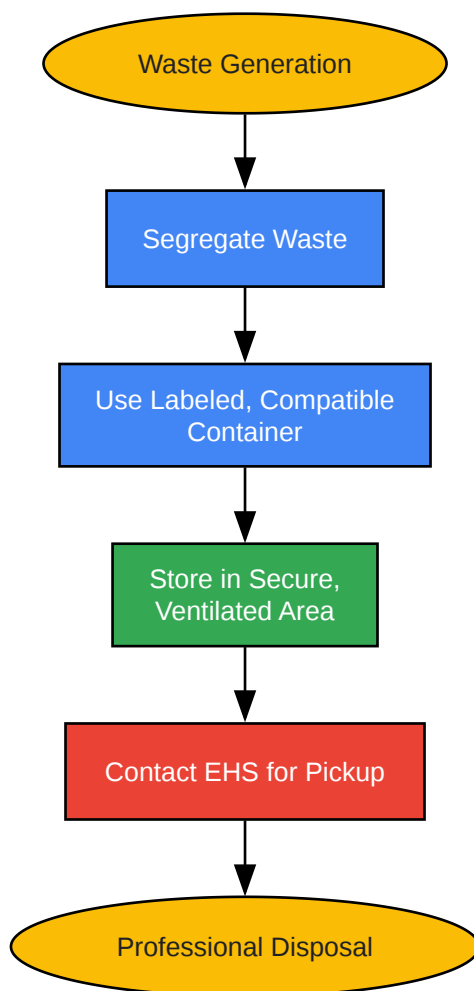 Waste Generation
Segregate Waste
Use Labeled, Compatible
Container
Store in Secure,
Ventilated Area
Contact EHS for Pickup
Professional Disposal